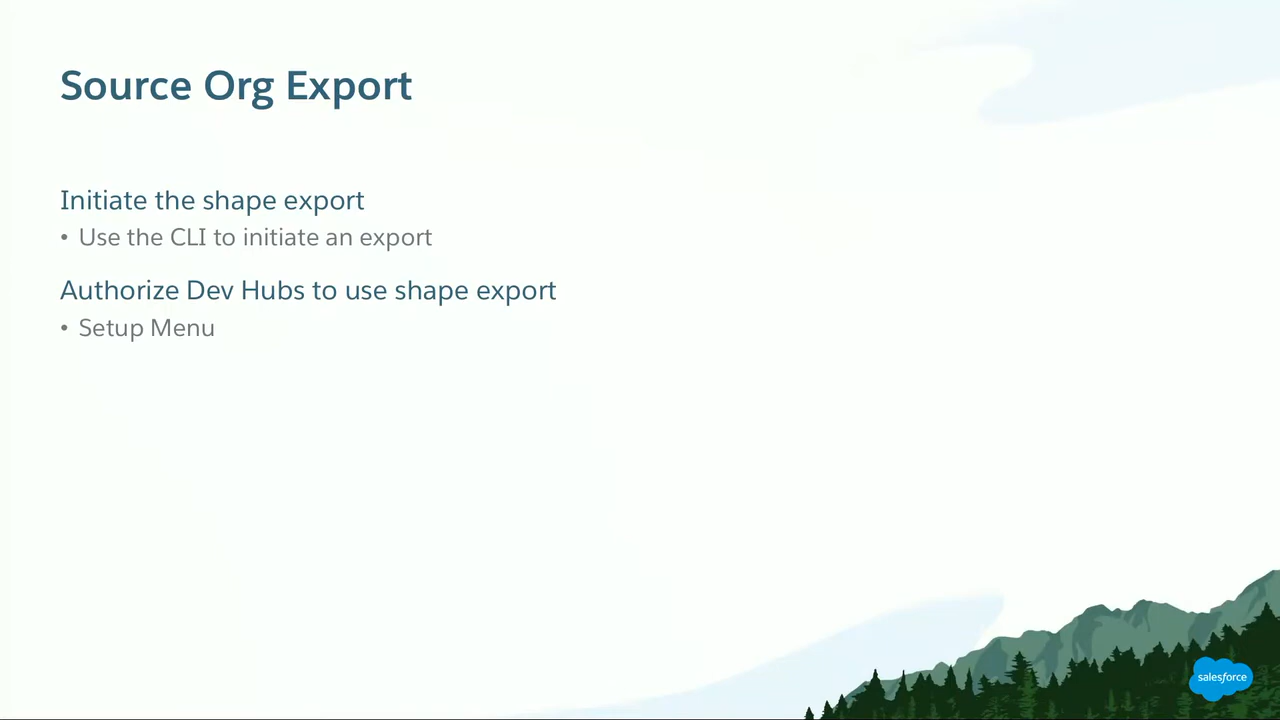 Source Org Export
Initiate the shape export
• Use the CLI to initiate an export
Authorize Dev Hubs to use shape export
• Setup Menu
salesforce